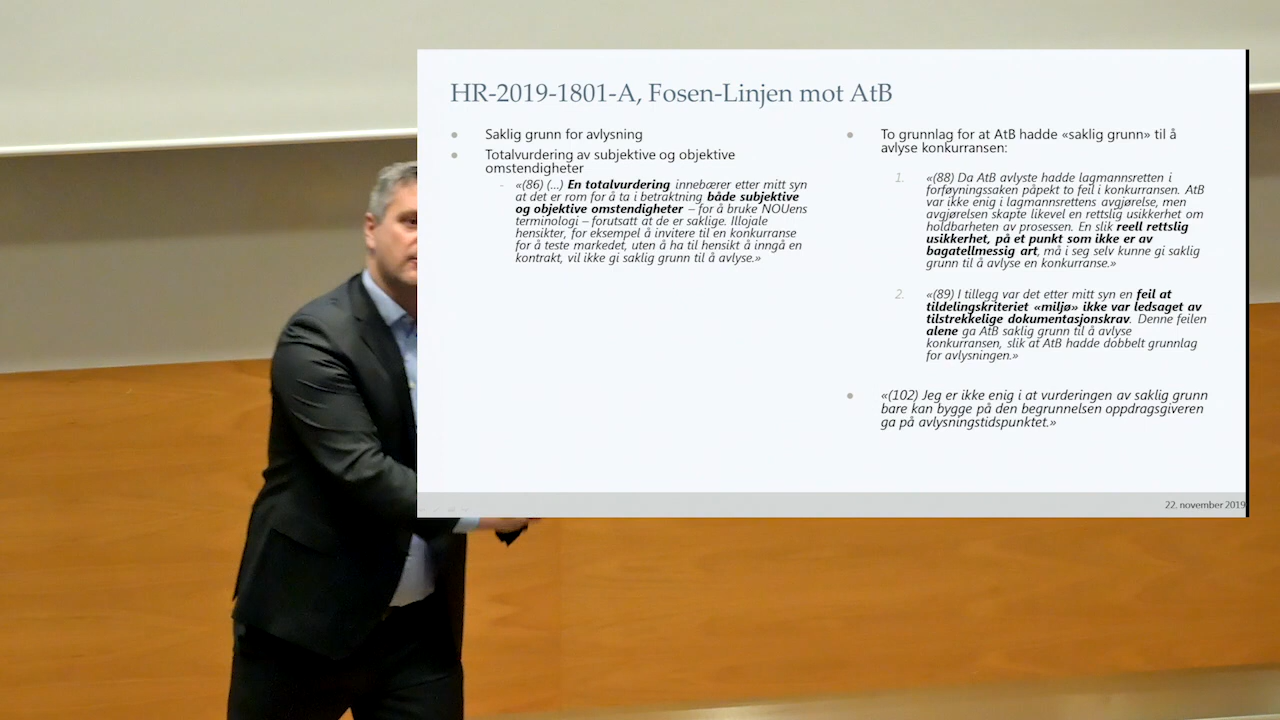 HR-2019-1801-A, Fosen-Linjen mot AtB
Saklig grunn for avlysning
Totalvurdering av subjektive og objektive
omstendigheter
- «(86) (...) En totalvurdering innebærer etter mitt syn
at det er rom for å ta i betraktning både subjektive
og objektive omstendigheter – for å bruke NOUens
terminologi – forutsatt at de er saklige. Illojale
hensikter, for eksempel å invitere til en konkurranse
for å teste markedet, uten å ha til hensikt å inngå en
kontrakt, vil ikke gi saklig grunn til å avlyse.»
To grunnlag for at AtB hadde «saklig grunn» til å
avlyse konkurransen:
1. «(88) Da AtB avlyste hadde lagmannsretten i
forføyningssaken påpekt to feil i konkurransen. AtB
var ikke enig i lagmannsrettens avgjørelse, men
avgjørelsen skapte likevel en rettslig usikkerhet om
holdbarheten av prosessen. En slik reell rettslig
usikkerhet, på et punkt som ikke er av
bagatellmessig art, må i seg selv kunne gi saklig
grunn til å avlyse en konkurranse.»
2. «(89) I tillegg var det etter mitt syn en feil at
tildelingskriteriet «miljø» ikke var ledsaget av
tilstrekkelige dokumentasjonskrav. Denne feilen
alene ga AtB saklig grunn til å avlyse
konkurransen, slik at AtB hadde dobbelt grunnlag
for avlysningen.»
«(102) Jeg er ikke enig i at vurderingen av saklig grunn
bare kan bygge på den begrunnelsen oppdragsgiveren
ga på avlysningstidspunktet.»
22. november 2019